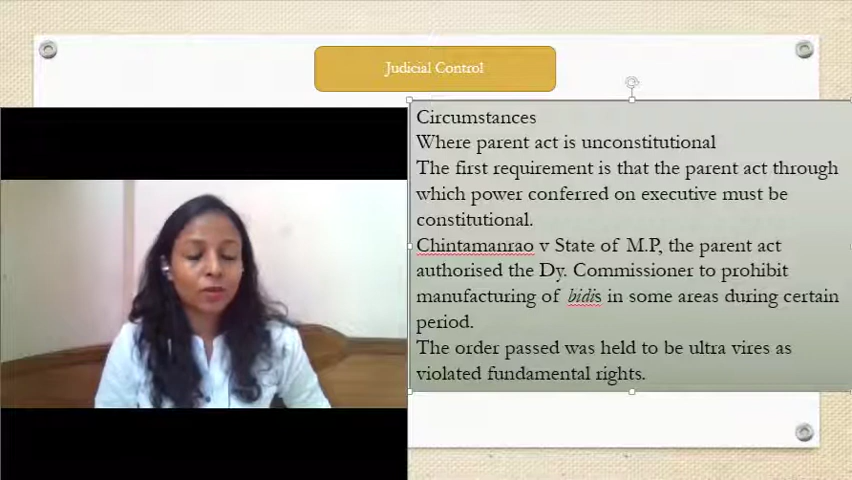 Judicial Control
Circumstances
Where parent act is unconstitutional
The first requirement is that the parent act through
which power conferred on executive must be
constitutional.
Chintamanrao v State of M.P, the parent act
authorised the Dy. Commissioner to prohibit
manufacturing of bidis in some areas during certain
period.
The order passed was held to be ultra vires as
violated fundamental rights.